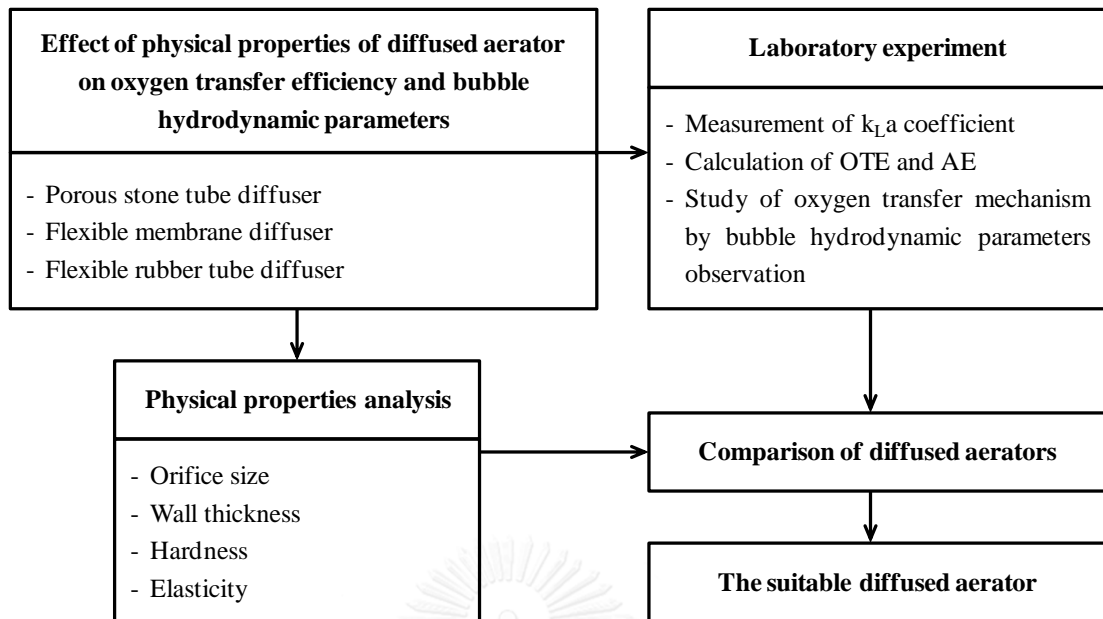 Effect of physical properties of diffused aerator
on oxygen transfer efficiency and bubble
hydrodynamic parameters
- Porous stone tube diffuser
- Flexible membrane diffuser
- Flexible rubber tube diffuser
Laboratory experiment
- Measurement of kLa coefficient
- Calculation of OTE and AE
- Study of oxygen transfer mechanism
by bubble hydrodynamic parameters
observation
Physical properties analysis
- Orifice size
- Wall thickness
- Hardness
- Elasticity
Comparison of diffused aerators
The suitable diffused aerator